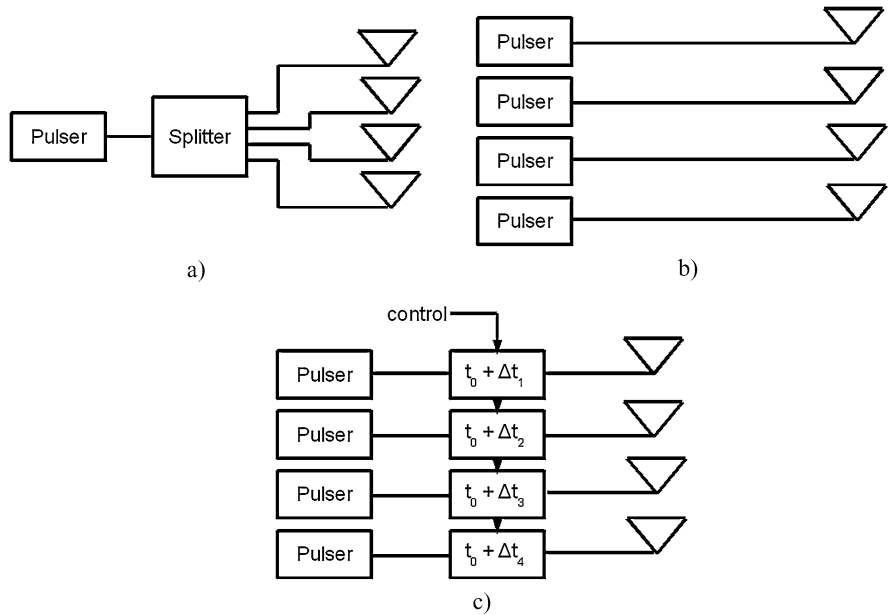 Pulser
Splitter
a)
Pulser
Pulser
Pulser
Pulser
b)
control
Pulser
t₀ + Δt₁
Pulser
t₀ + Δt₂
Pulser
t₀ + Δt₃
Pulser
t₀ + Δt₄
c)